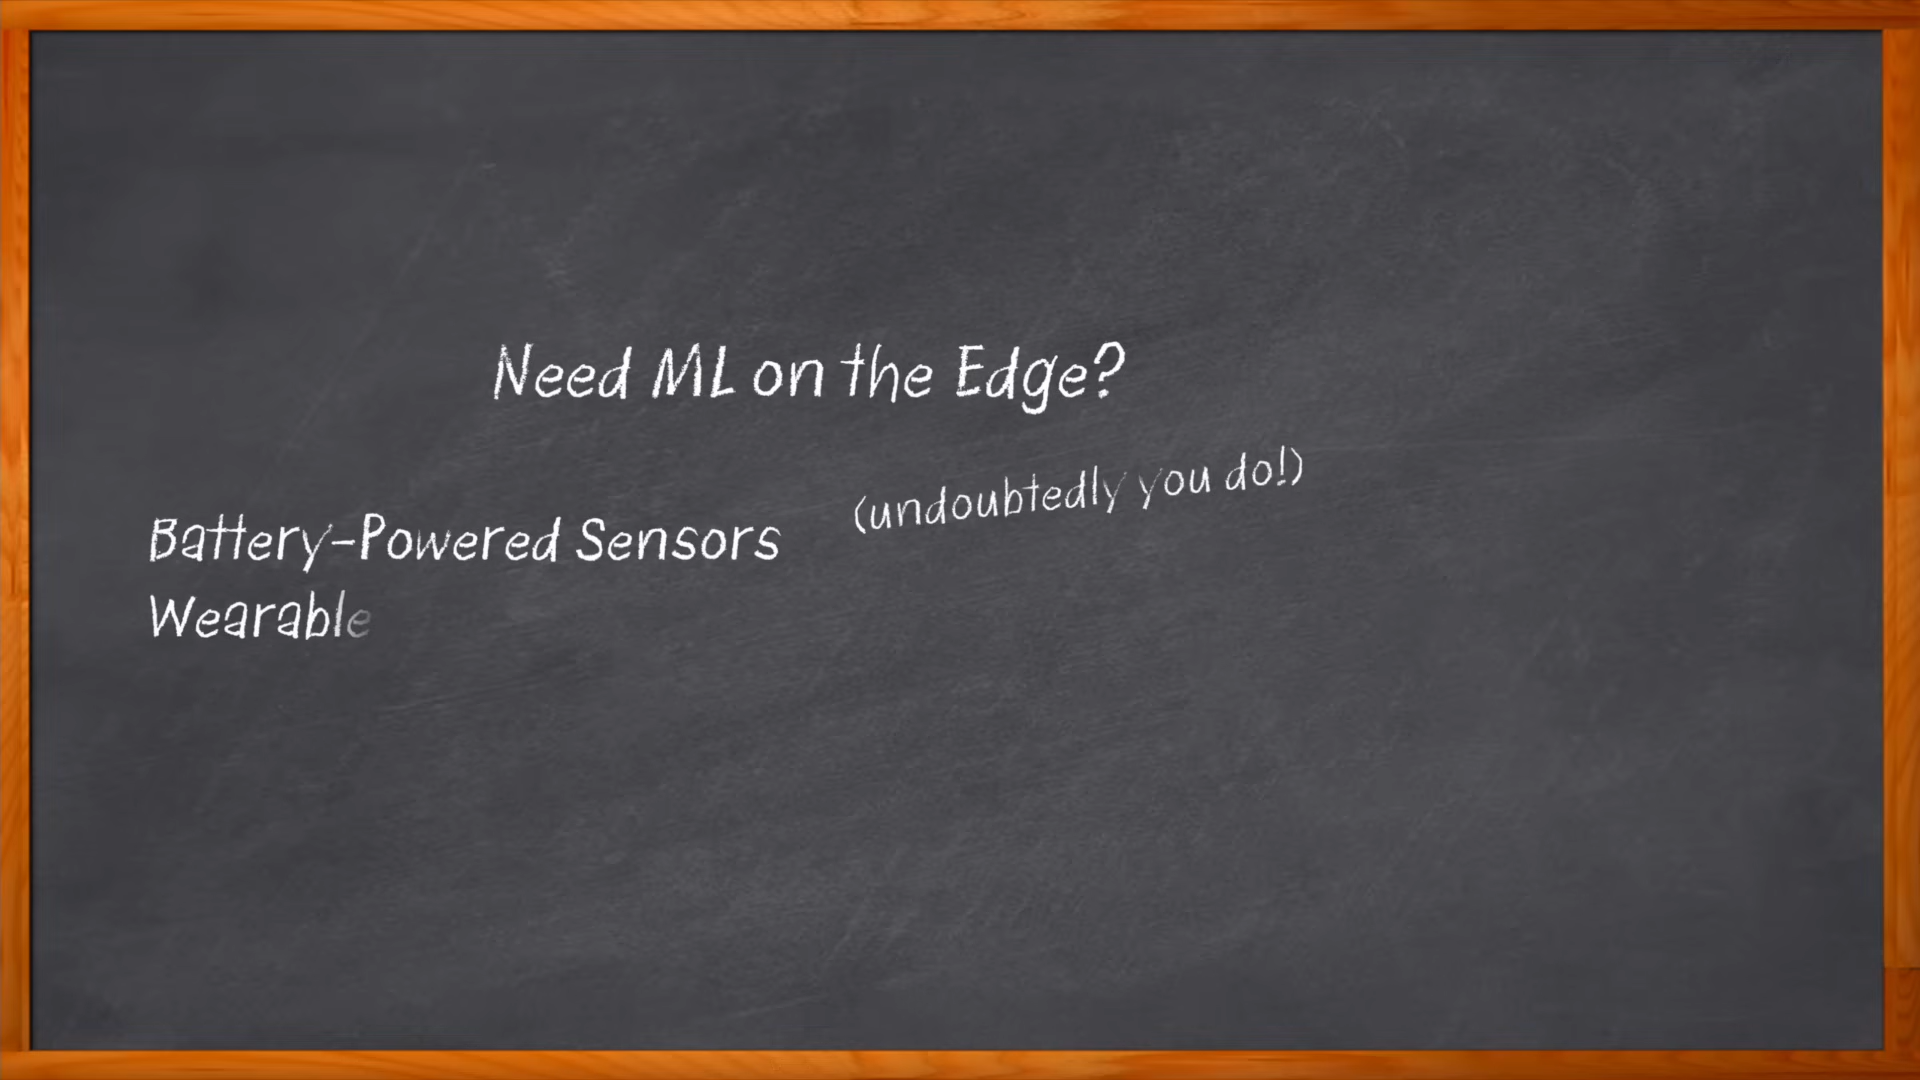 Need ML on the Edge?
(undoubtedly you do!)
Battery-Powered Sensors
Wearable